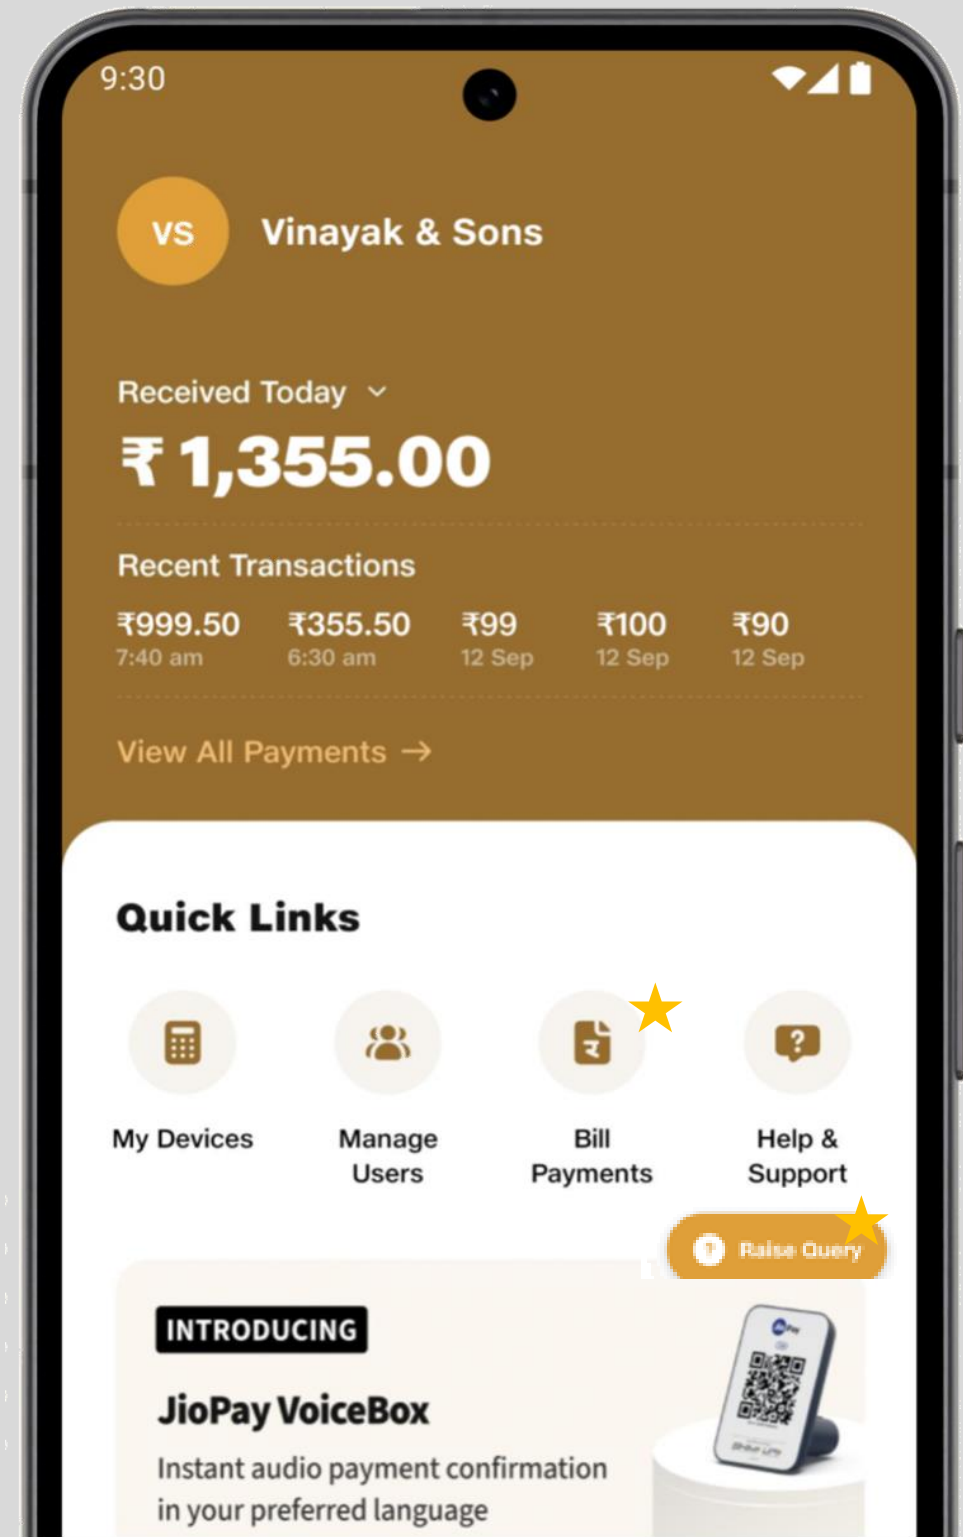 9:30
VS
Vinayak & Sons
Received Today
₹ 1,355.00
Recent Transactions
₹999.50 ₹355.50 ₹99 ₹100 ₹90
7:40 am 6:30 am 12 Sep 12 Sep 12 Sep
View All Payments →
Quick Links
My Devices Manage Users Bill Payments Help & Support
Raise Query
INTRODUCING
JioPay VoiceBox
Instant audio payment confirmation
in your preferred language
JioPay